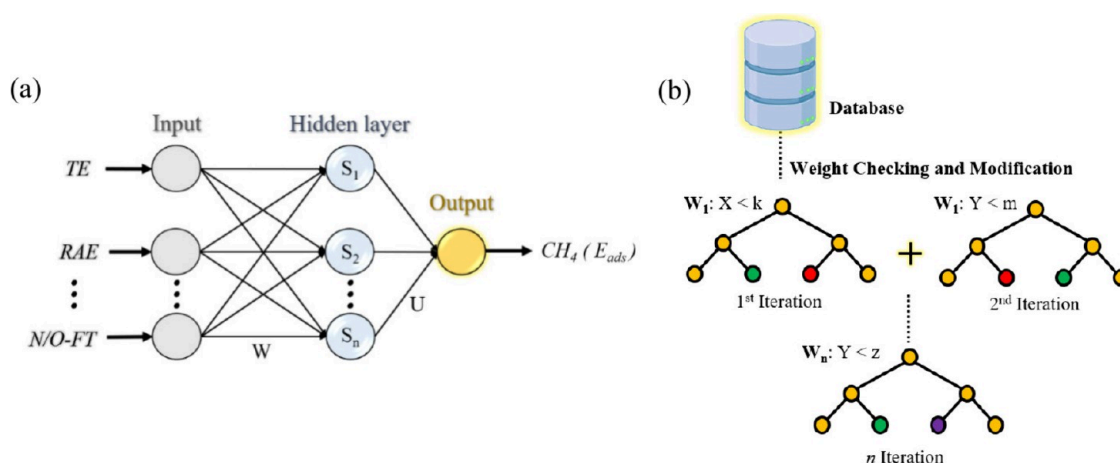 (a)
Input
Hidden layer
Output
TE
RAE
N/O-FT
S1
S2
Sn
W
U
CH4 ( Eads)
(b)
Database
Weight Checking and Modification
W1: X < k
W1: Y < m
+
1st Iteration
2nd Iteration
Wn: Y < z
n Iteration